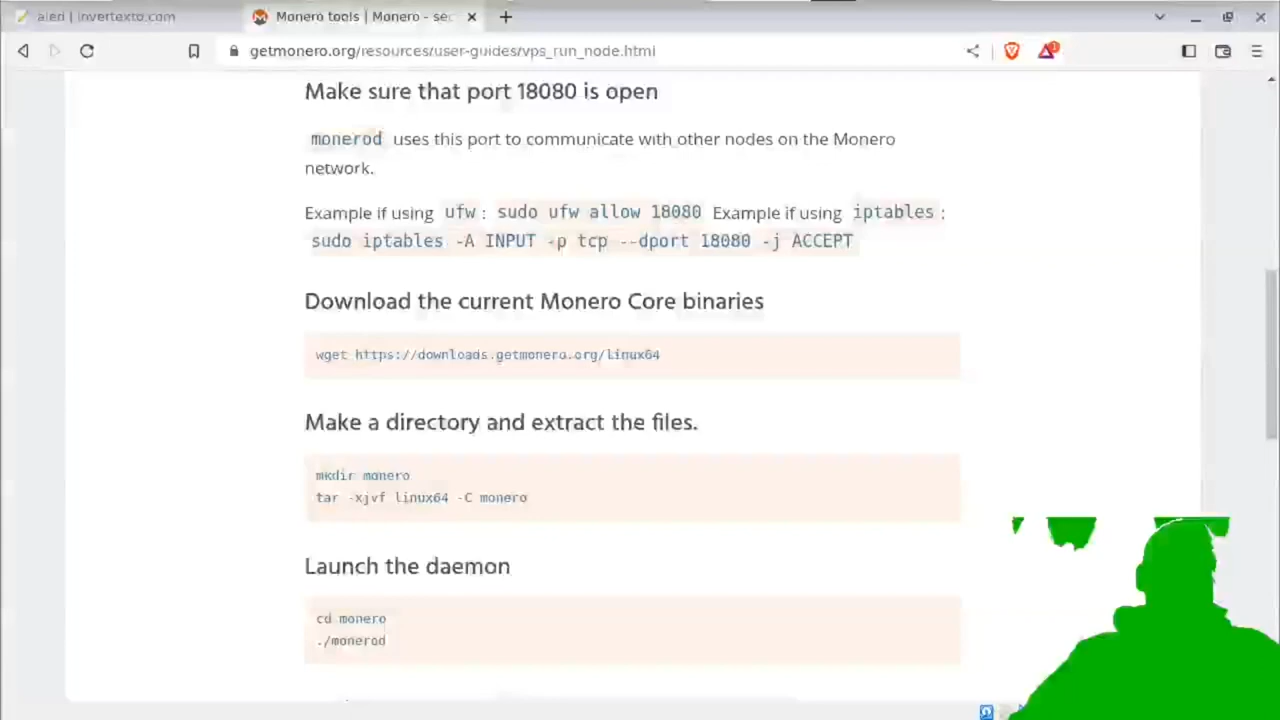 aled | invertexto.com
Monero tools | Monero - sec
getmonero.org/resources/user-guides/vps_run_node.html
Make sure that port 18080 is open
monerod uses this port to communicate with other nodes on the Monero
network.
Example if using ufw : sudo ufw allow 18080 Example if using iptables :
sudo iptables -A INPUT -p tcp --dport 18080 -j ACCEPT
Download the current Monero Core binaries
wget https://downloads.getmonero.org/linux64
Make a directory and extract the files.
mkdir monero
tar -xjvf linux64 -C monero
Launch the daemon
cd monero
./monerod